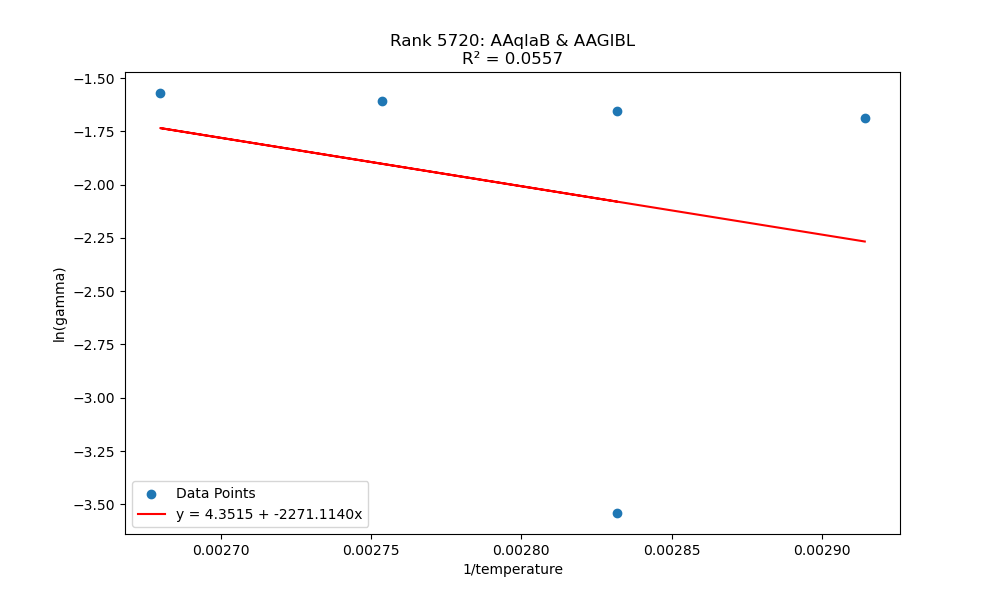 Rank 5720: AAqlaB & AAGIBL
R² = 0.0557
ln(gamma)
−1.50
−1.75
−2.00
−2.25
−2.50
−2.75
−3.00
−3.25
−3.50
Data Points
y = 4.3515 + -2271.1140x
0.00270
0.00275
0.00280
0.00285
0.00290
1/temperature